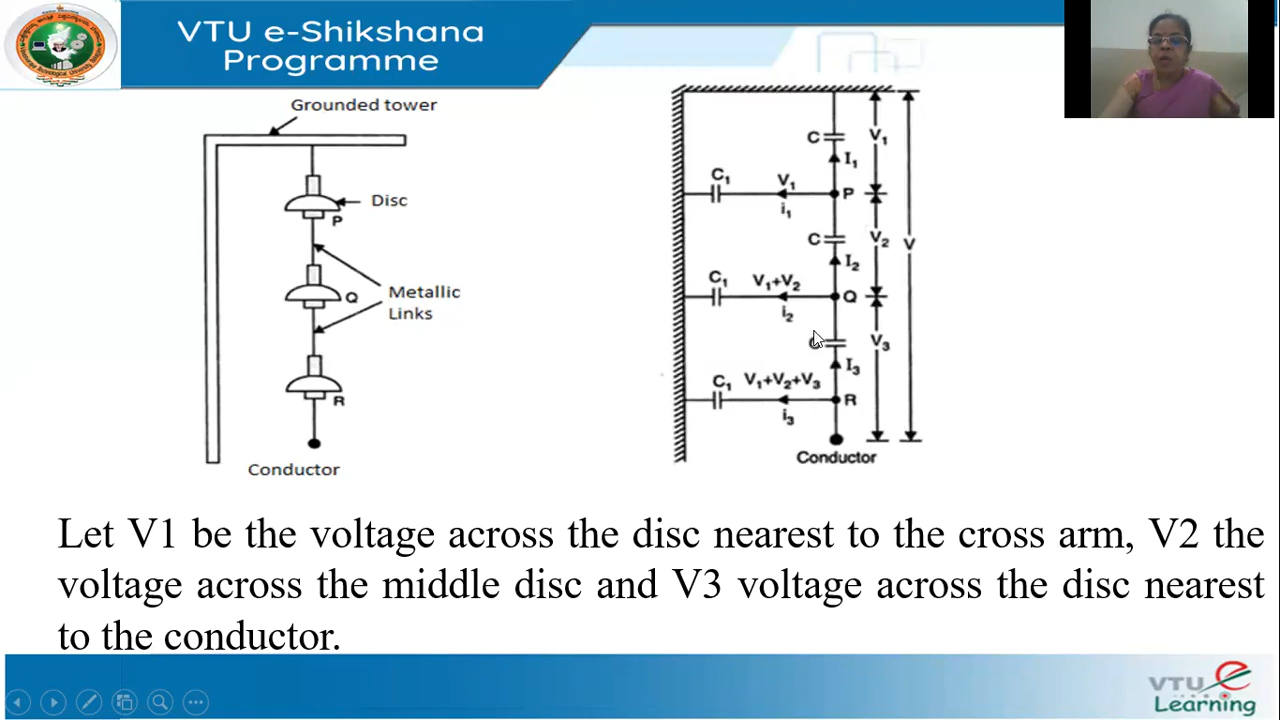 VTU e-Shikshana
Programme
Grounded tower
Disc
P
Q
Metallic
Links
R
Conductor
C
V₁
I₁
C₁
V₁
P
i₁
C
V₂
V
I₂
C₁
V₁+V₂
Q
i₂
V₃
I₃
C₁
V₁+V₂+V₃
R
i₃
Conductor
Let V1 be the voltage across the disc nearest to the cross arm, V2 the
voltage across the middle disc and V3 voltage across the disc nearest
to the conductor.
VTU e
Learning